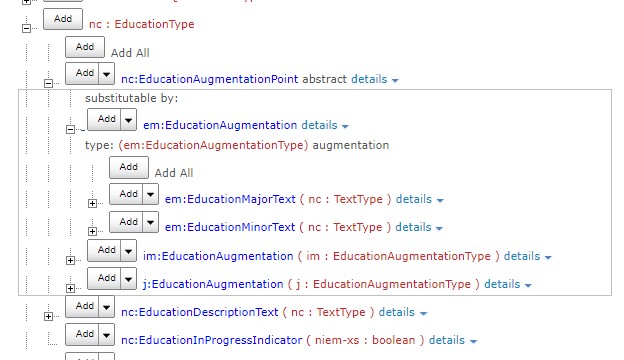 Add nc : EducationType
Add Add All
Add nc:EducationAugmentationPoint abstract details
substitutable by:
Add em:EducationAugmentation details
type: (em:EducationAugmentationType) augmentation
Add Add All
Add em:EducationMajorText ( nc : TextType ) details
Add em:EducationMinorText ( nc : TextType ) details
Add im:EducationAugmentation ( im : EducationAugmentationType ) details
Add j:EducationAugmentation ( j : EducationAugmentationType ) details
Add nc:EducationDescriptionText ( nc : TextType ) details
Add nc:EducationInProgressIndicator ( niem-xs : boolean ) details